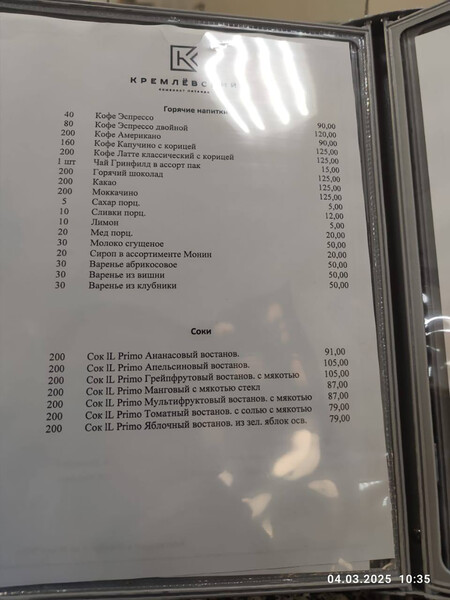 КРЕМЛЁВСКИЙ
Горячие напитки
40 Кофе Эспрессо 90,00
80 Кофе Эспрессо двойной 120,00
200 Кофе Американо 90,00
160 Кофе Капучино с корицей 125,00
200 Кофе Латте классический с корицей 125,00
1 шт Чай Гринфилд в ассорт пак 15,00
200 Горячий шоколад 125,00
200 Какао 125,00
200 Моккачино 125,00
5 Сахар порц. 5,00
10 Сливки порц. 12,00
10 Лимон 5,00
20 Мед порц. 20,00
30 Молоко сгущеное 50,00
20 Сироп в ассортименте Монин 20,00
30 Варенье абрикосовое 50,00
30 Варенье из вишни 50,00
30 Варенье из клубники 50,00
Соки
200 Сок IL Primo Ананасовый востанов. 91,00
200 Сок IL Primo Апельсиновый востанов. 105,00
200 Сок IL Primo Грейпфрутовый востанов. с мякотью 105,00
200 Сок IL Primo Манговый с мякотью стекл 87,00
200 Сок IL Primo Мультифруктовый востанов. с мякотью 87,00
200 Сок IL Primo Томатный востанов. с солью с мякотью 79,00
200 Сок IL Primo Яблочный востанов. из зел. яблок осв. 79,00
04.03.2025 10:35